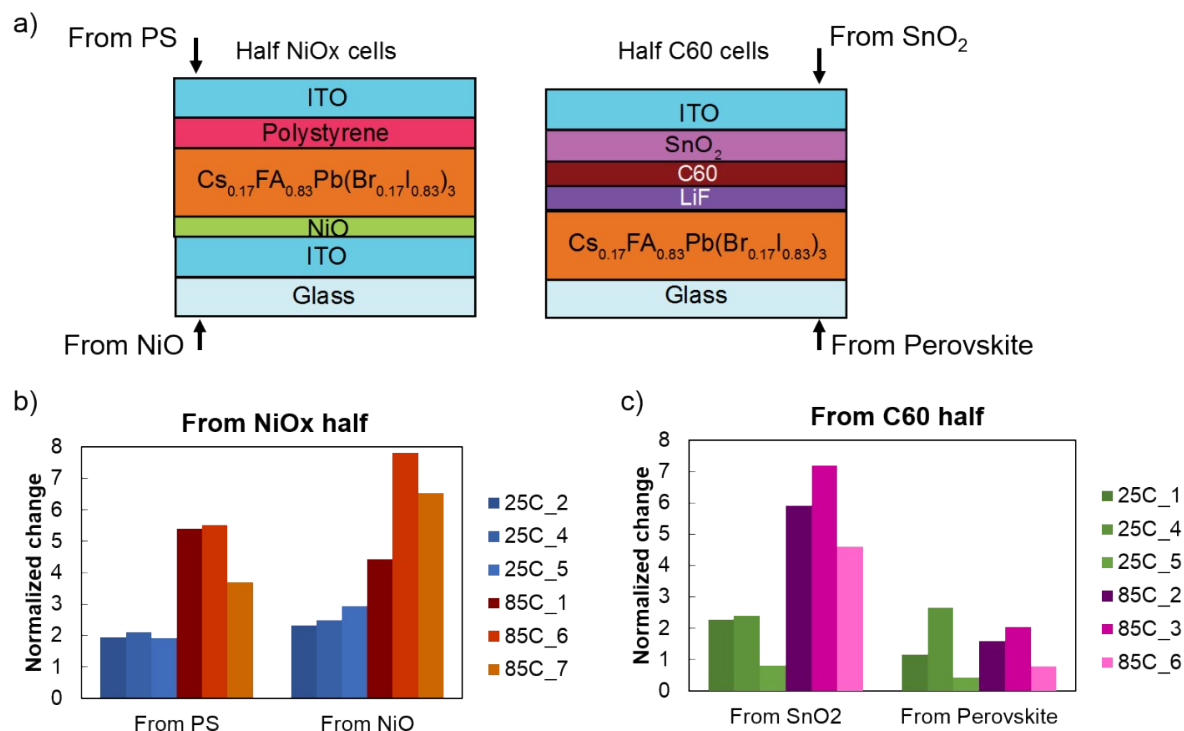 a)
From PS
Half NiOx cells
Half C60 cells
From SnO₂
ITO
Polystyrene
Cs₀.₁₇FA₀.₈₃Pb(Br₀.₁₇I₀.₈₃)₃
NiO
ITO
Glass
From NiO
ITO
SnO₂
C60
LiF
Cs₀.₁₇FA₀.₈₃Pb(Br₀.₁₇I₀.₈₃)₃
Glass
From Perovskite
b)
From NiOx half
Normalized change
8
7
6
5
4
3
2
1
0
From PS
From NiO
25C_2
25C_4
25C_5
85C_1
85C_6
85C_7
c)
From C60 half
Normalized change
8
7
6
5
4
3
2
1
0
From SnO2
From Perovskite
25C_1
25C_4
25C_5
85C_2
85C_3
85C_6